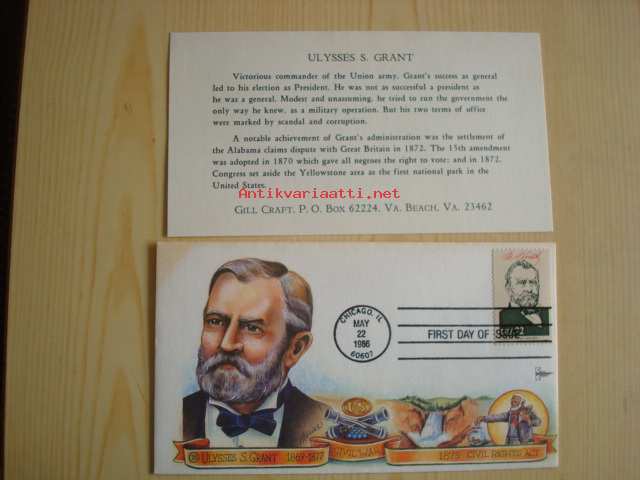 ULYSSES S. GRANT
Victorious commander of the Union army, Grant's success as general
led to his election as President. He was not as successful a president as
he was a general. Modest and unassuming, he tried to run the government the
only way he knew, as a military operation. But his two terms of office
were marked by scandal and corruption.
A notable achievement of Grant's administration was the settlement of
the Alabama claims dispute with Great Britain in 1872. The 15th amendment
was adopted in 1870 which gave all negroes the right to vote: and in 1872,
Congress set aside the Yellowstone area as the first national park in the
United States.
Antikvariaatti.net
GILL CRAFT, P. O. BOX 62224, VA. BEACH, VA. 23462
CHICAGO, IL
MAY
22
1986
60607
FIRST DAY OF ISSUE
22
US
ULYSSES S. GRANT 1869-1877
CIVIL WAR
1875 CIVIL RIGHTS ACT